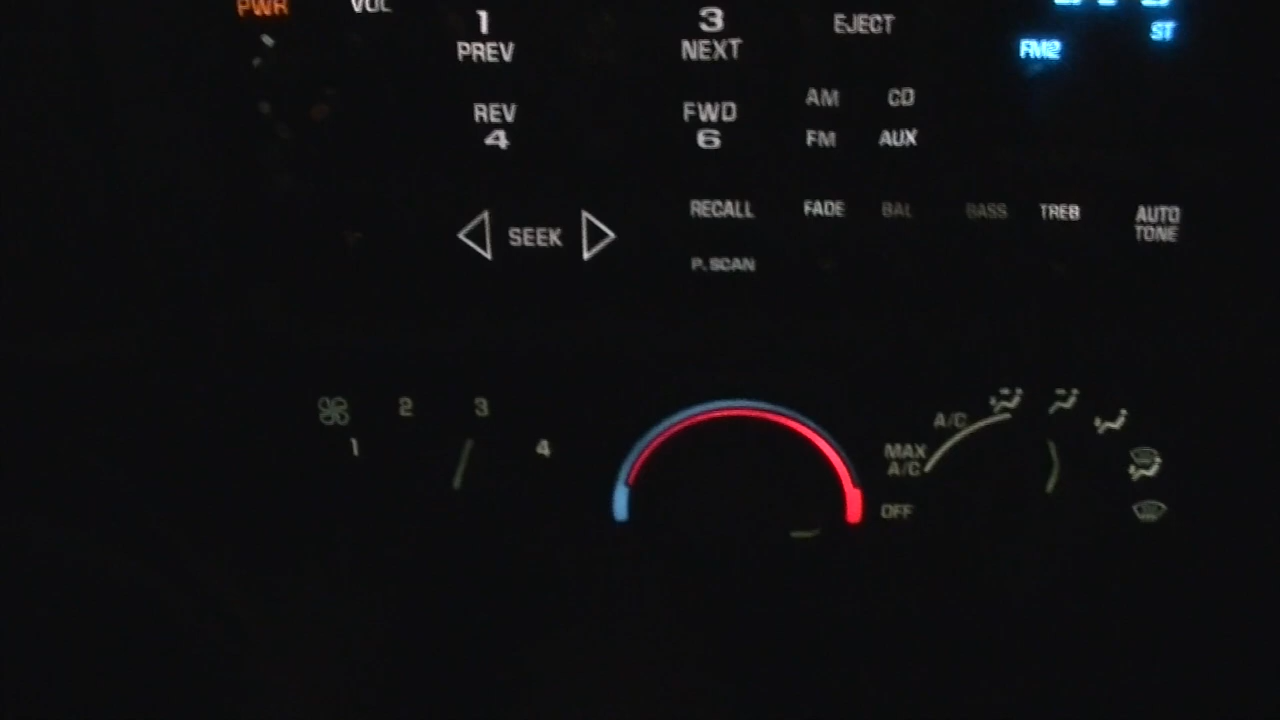 PWR
VOL
1
PREV
3
NEXT
EJECT
ST
FM2
REV
4
FWD
6
AM
CD
FM
AUX
SEEK
RECALL
FADE
BAL
BASS
TREB
AUTO
TONE
P.SCAN
1
2
3
4
A/C
MAX
A/C
OFF